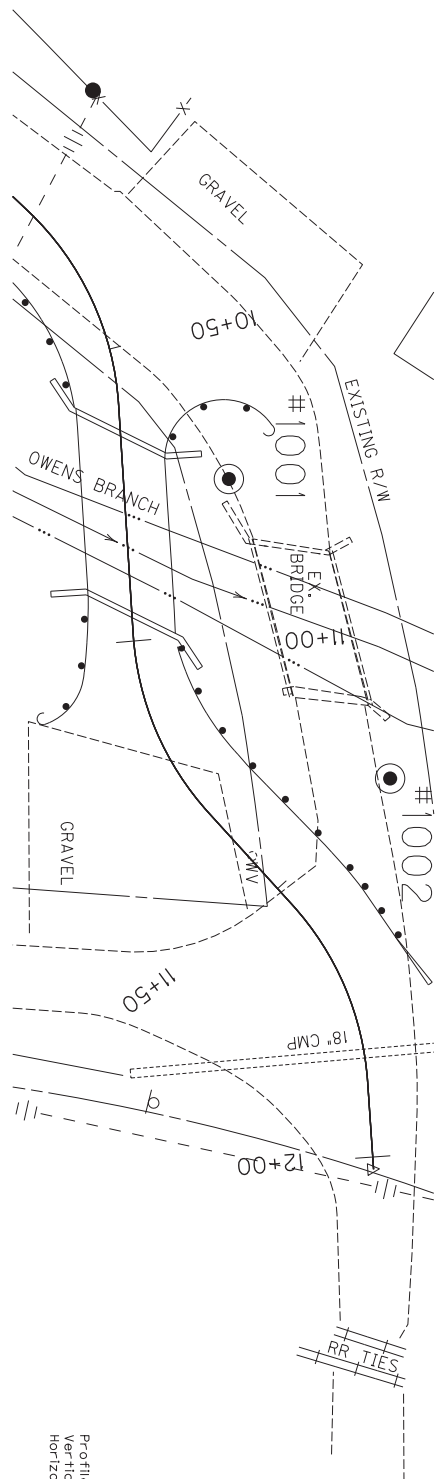 GRAVEL
10+50
EXISTING R/W
#1001
OWENS BRANCH
EX. BRIDGE
11+00
#1002
GRAVEL
WV
11+50
18" CMP
12+00
RR TIES